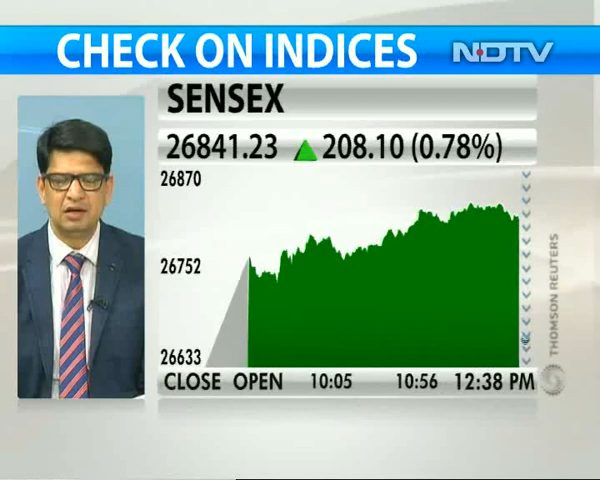 CHECK ON INDICES
NDTV
SENSEX
26841.23 ▲ 208.10 (0.78%)
26870
26752
26633
CLOSE OPEN 10:05 10:56 12:38 PM
THOMSON REUTERS